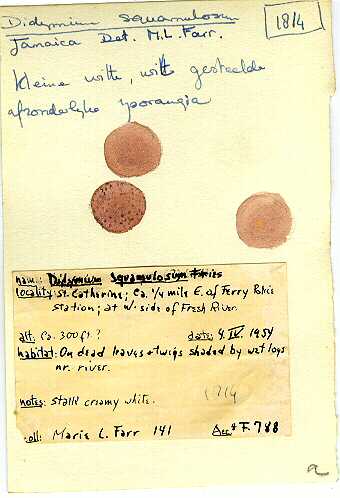 Didymium squamulosum
1814
Jamaica Det. M.L. Farr.
kleine witte, wit gesteelde
afzonderlyke sporangia
name: Didymium squamulosum Fries
locality: St. Catherine; Ca. 1/4 mile E. of Ferry Police
station; at W. side of Fresh River.
alt: Ca. 300 ft.? date: 4. IV. 1954
habitat: On dead leaves + twigs shaded by wet logs
nr. river.
notes: stalk creamy white. 1814
coll: Marie L. Farr 141 Acc # F. 788
a